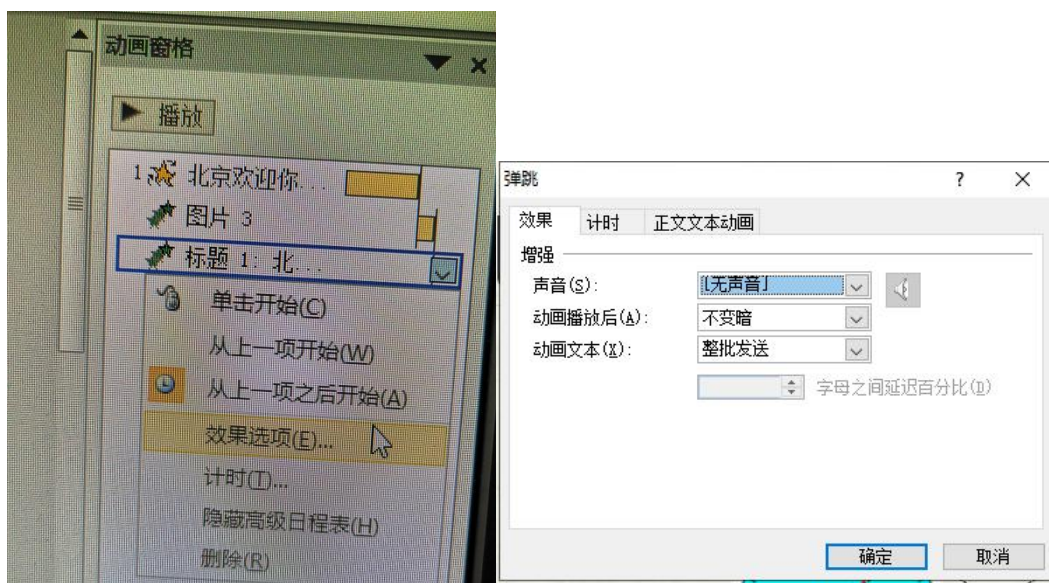 动画窗格
播放
1 北京欢迎你...
图片 3
标题 1: 北...
单击开始(C)
从上一项开始(W)
从上一项之后开始(A)
效果选项(E)...
计时(T)...
隐藏高级日程表(H)
删除(R)
弹跳
效果 计时 正文文本动画
增强
声音(S): [无声音]
动画播放后(A): 不变暗
动画文本(X): 整批发送
字母之间延迟百分比(D)
确定 取消